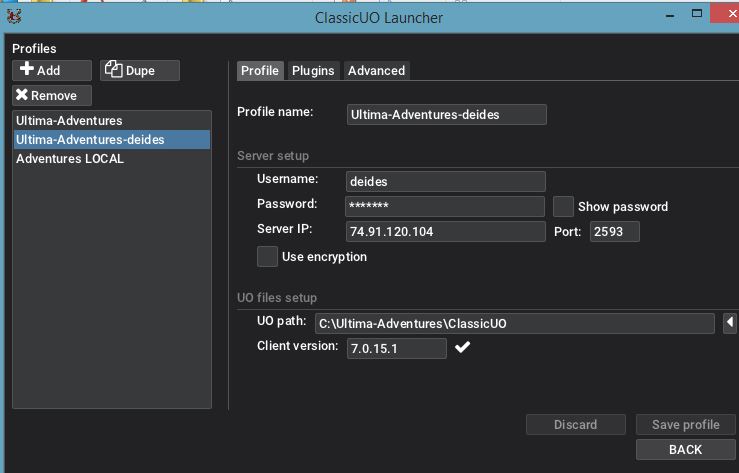 ClassicUO Launcher
Profiles
Add
Dupe
Remove
Ultima-Adventures
Ultima-Adventures-deides
Adventures LOCAL
Profile Plugins Advanced
Profile name: Ultima-Adventures-deides
Server setup
Username: deides
Password: ******* Show password
Server IP: 74.91.120.104 Port: 2593
Use encryption
UO files setup
UO path: C:\Ultima-Adventures\ClassicUO
Client version: 7.0.15.1
Discard Save profile
BACK